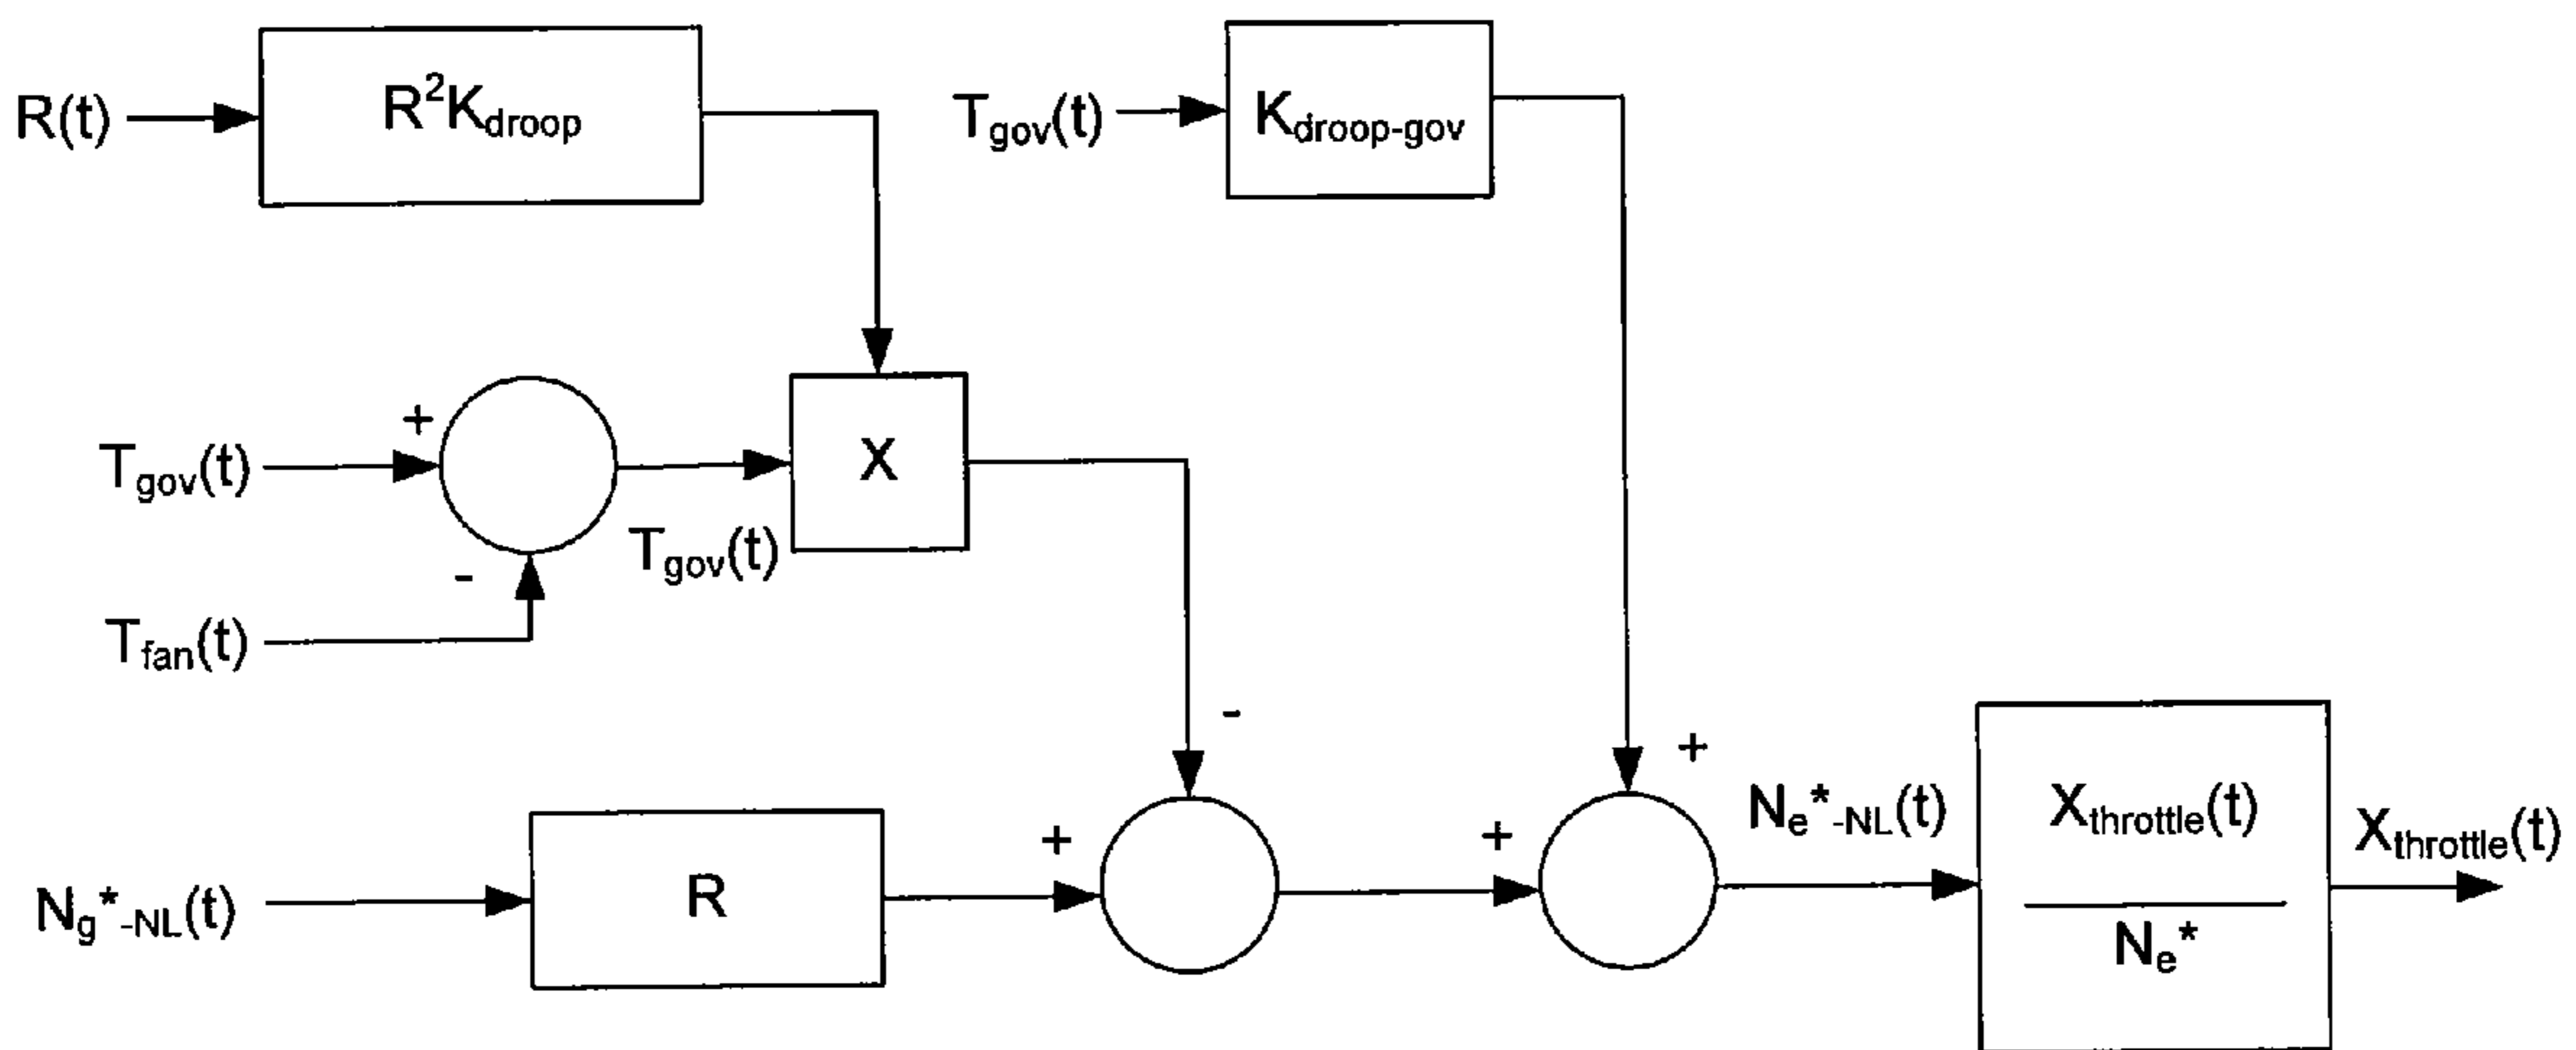 R(t)
R²K_droop
T_gov(t)
K_droop-gov
+
T_gov(t)
-
T_gov(t)
X
T_fan(t)
-
+
N_g*_-NL(t)
R
+
+
N_e*_-NL(t)
X_throttle(t)
N_e*
X_throttle(t)